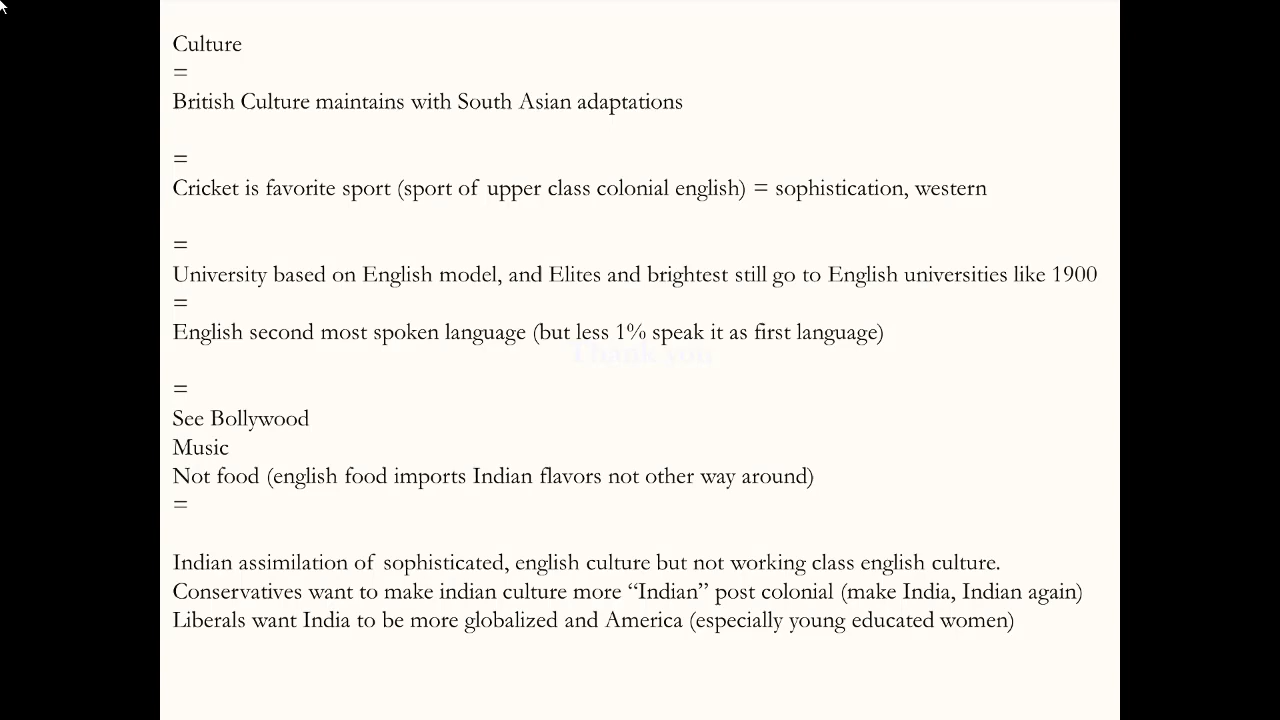 Culture
=
British Culture maintains with South Asian adaptations
=
Cricket is favorite sport (sport of upper class colonial english) = sophistication, western
=
University based on English model, and Elites and brightest still go to English universities like 1900
=
English second most spoken language (but less 1% speak it as first language)
Thank you
=
See Bollywood
Music
Not food (english food imports Indian flavors not other way around)
=
Indian assimilation of sophisticated, english culture but not working class english culture.
Conservatives want to make indian culture more “Indian” post colonial (make India, Indian again)
Liberals want India to be more globalized and America (especially young educated women)